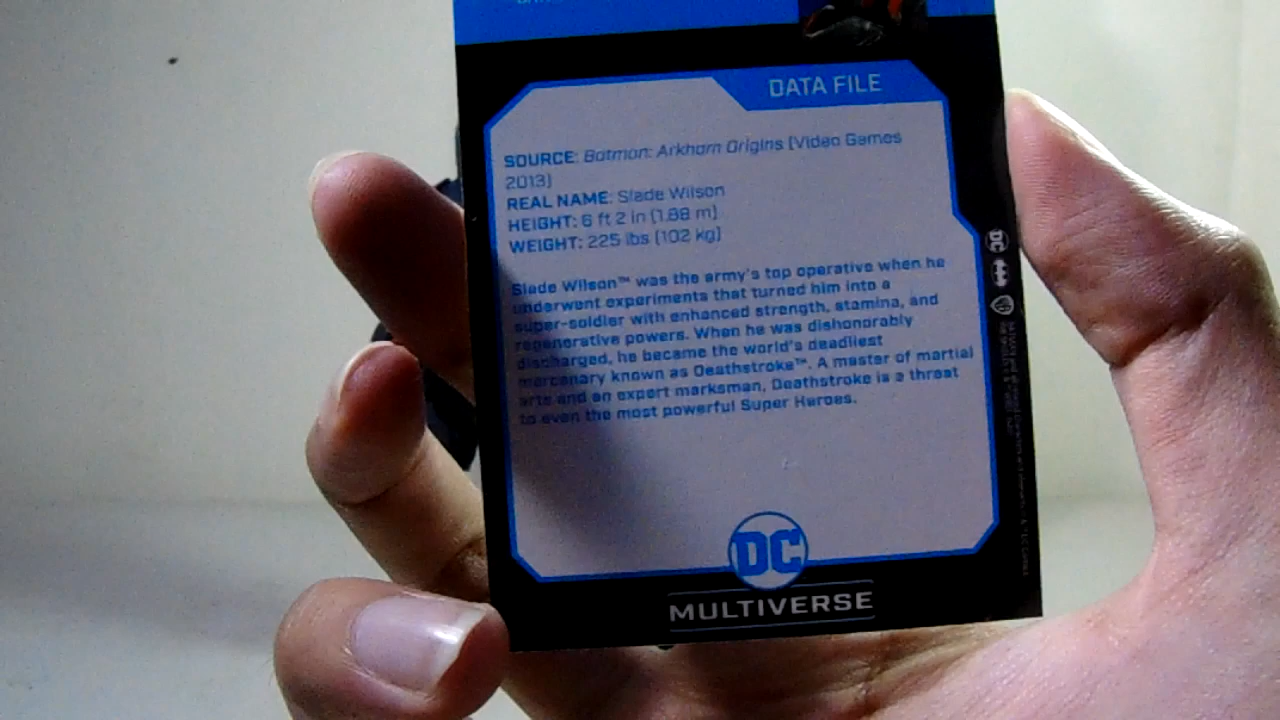 DATA FILE
SOURCE: Batman: Arkham Origins (Video Games
2013)
REAL NAME: Slade Wilson
HEIGHT: 6 ft 2 in (1.88 m)
WEIGHT: 225 lbs (102 kg)
Slade Wilson™ was the army's top operative when he
underwent experiments that turned him into a
super-soldier with enhanced strength, stamina, and
regenerative powers. When he was dishonorably
discharged, he became the world's deadliest
mercenary known as Deathstroke™. A master of martial
arts and an expert marksman, Deathstroke is a threat
to even the most powerful Super Heroes.
DC
MULTIVERSE
DC